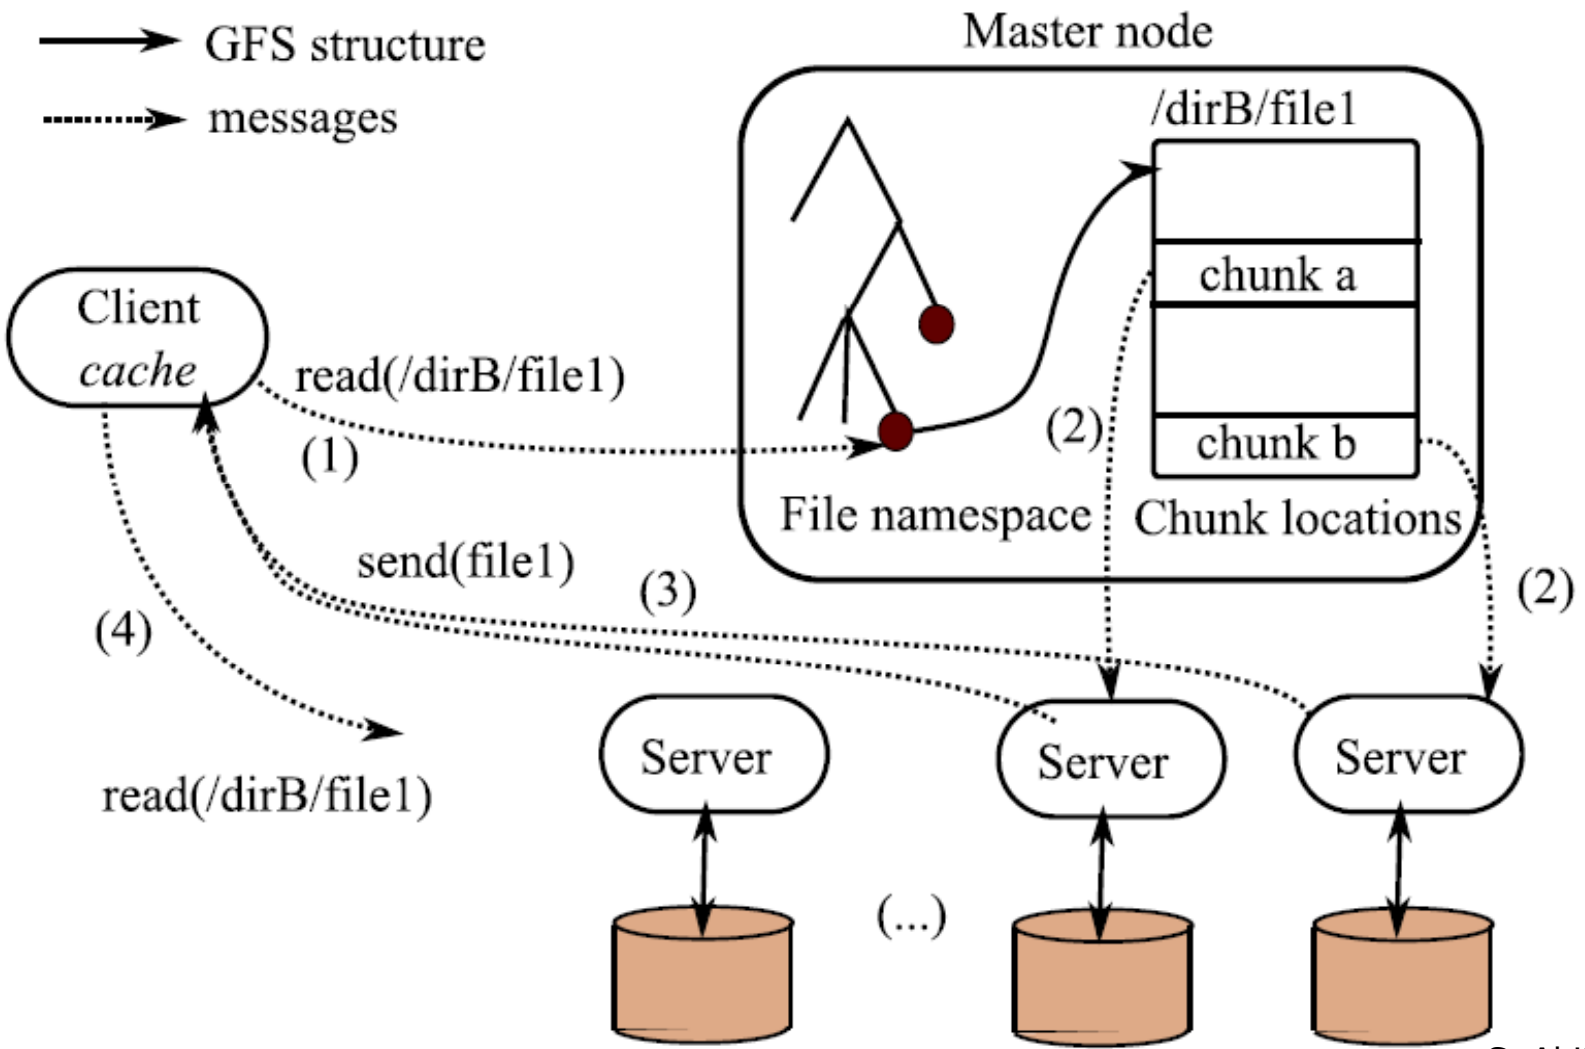 GFS structure
messages
Master node
/dirB/file1
chunk a
chunk b
File namespace
Chunk locations
Client
cache
read(/dirB/file1)
(1)
(2)
(2)
send(file1)
(3)
(4)
read(/dirB/file1)
Server
Server
Server
(...)